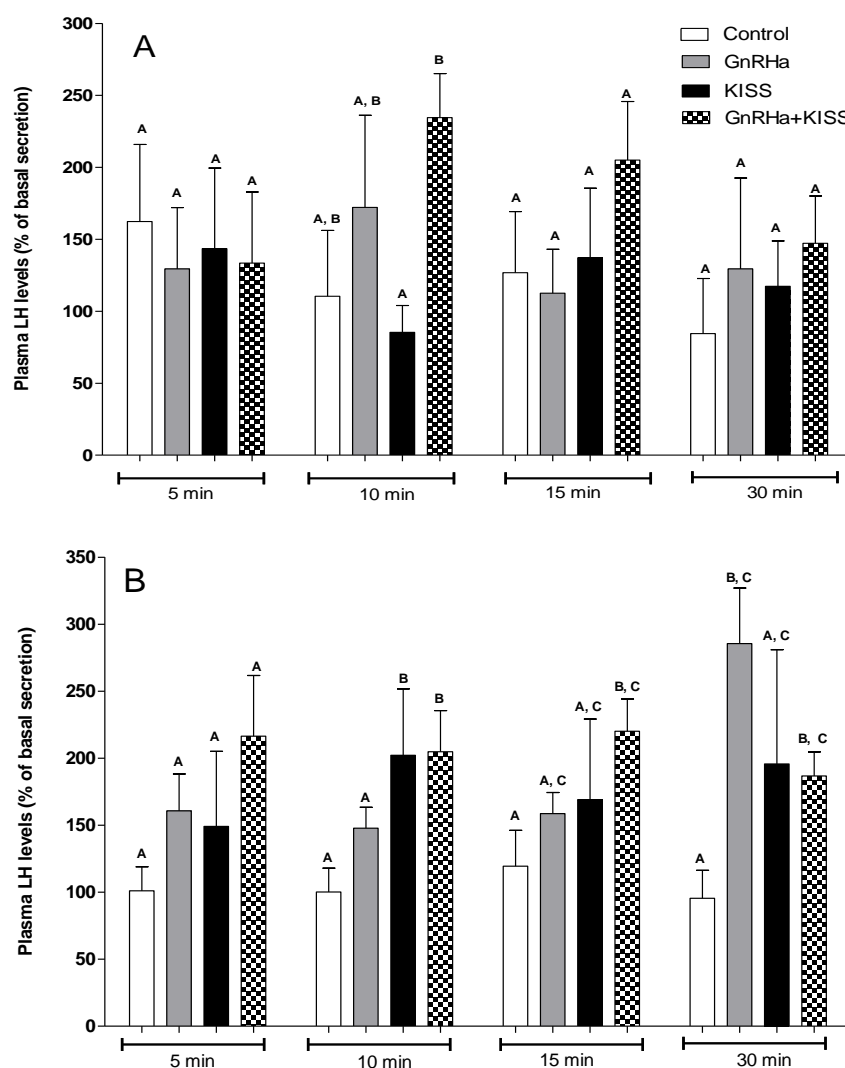 A
Control
GnRHa
KISS
GnRHa+KISS
Plasma LH levels (% of basal secretion)
300
250
200
150
100
50
0
A
A
A
A
A, B
A, B
A
B
A
A
A
A
A
A
A
A
5 min
10 min
15 min
30 min
B
Plasma LH levels (% of basal secretion)
350
300
250
200
150
100
50
0
A
A
A
A
A
A
B
B
A
A, C
A, C
B, C
A
B, C
A, C
B, C
5 min
10 min
15 min
30 min